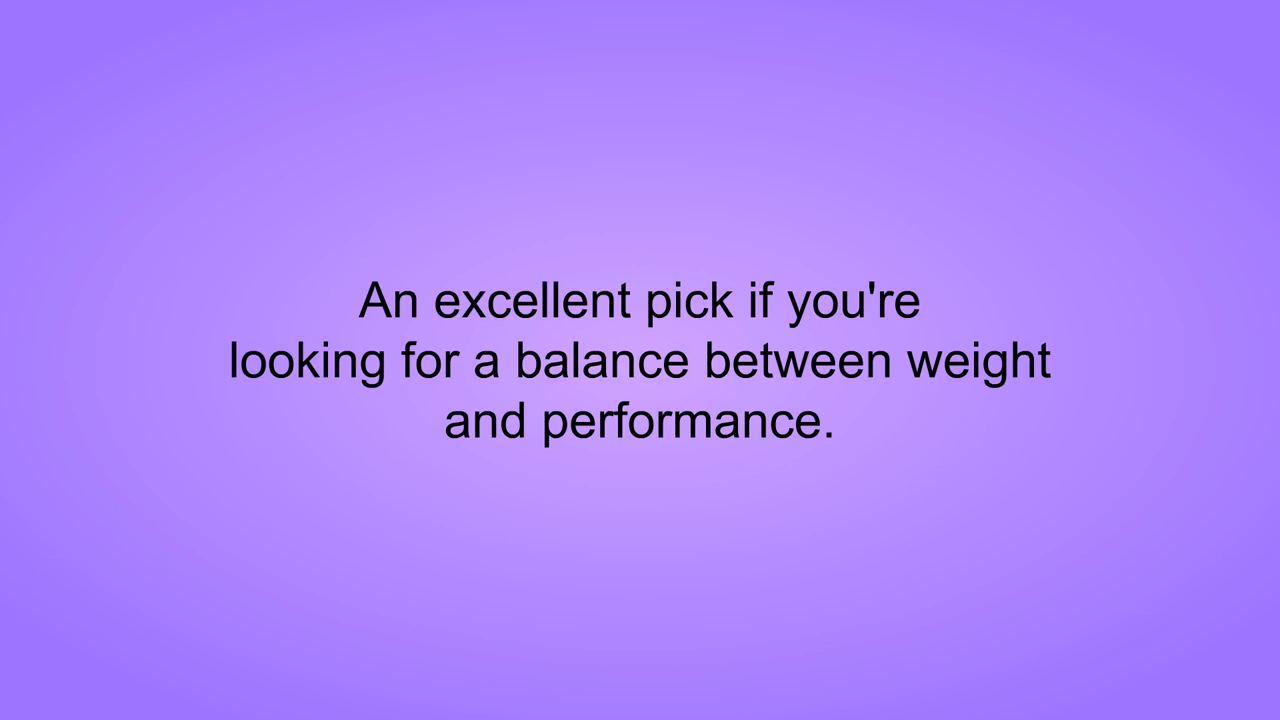 An excellent pick if you're
looking for a balance between weight
and performance.